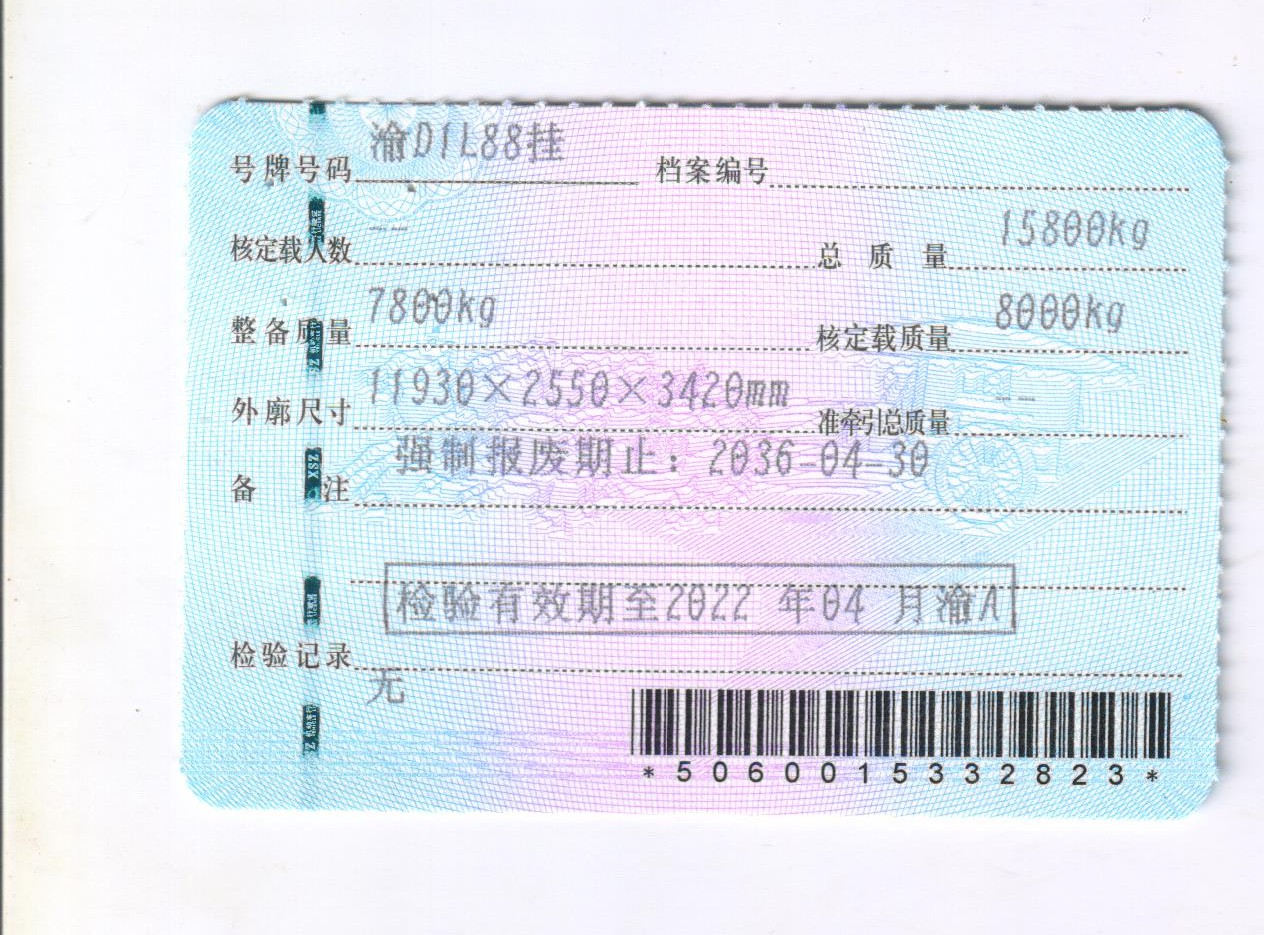 号牌号码 渝D1L88挂 档案编号
核定载人数 -- 总质量 15800kg
整备质量 7800kg 核定载质量 8000kg
外廓尺寸 11930×2550×3420mm 准牵引总质量 --
备注 强制报废期止：2036-04-30
检验有效期至2022 年04 月渝A
检验记录
无
*5060015332823*